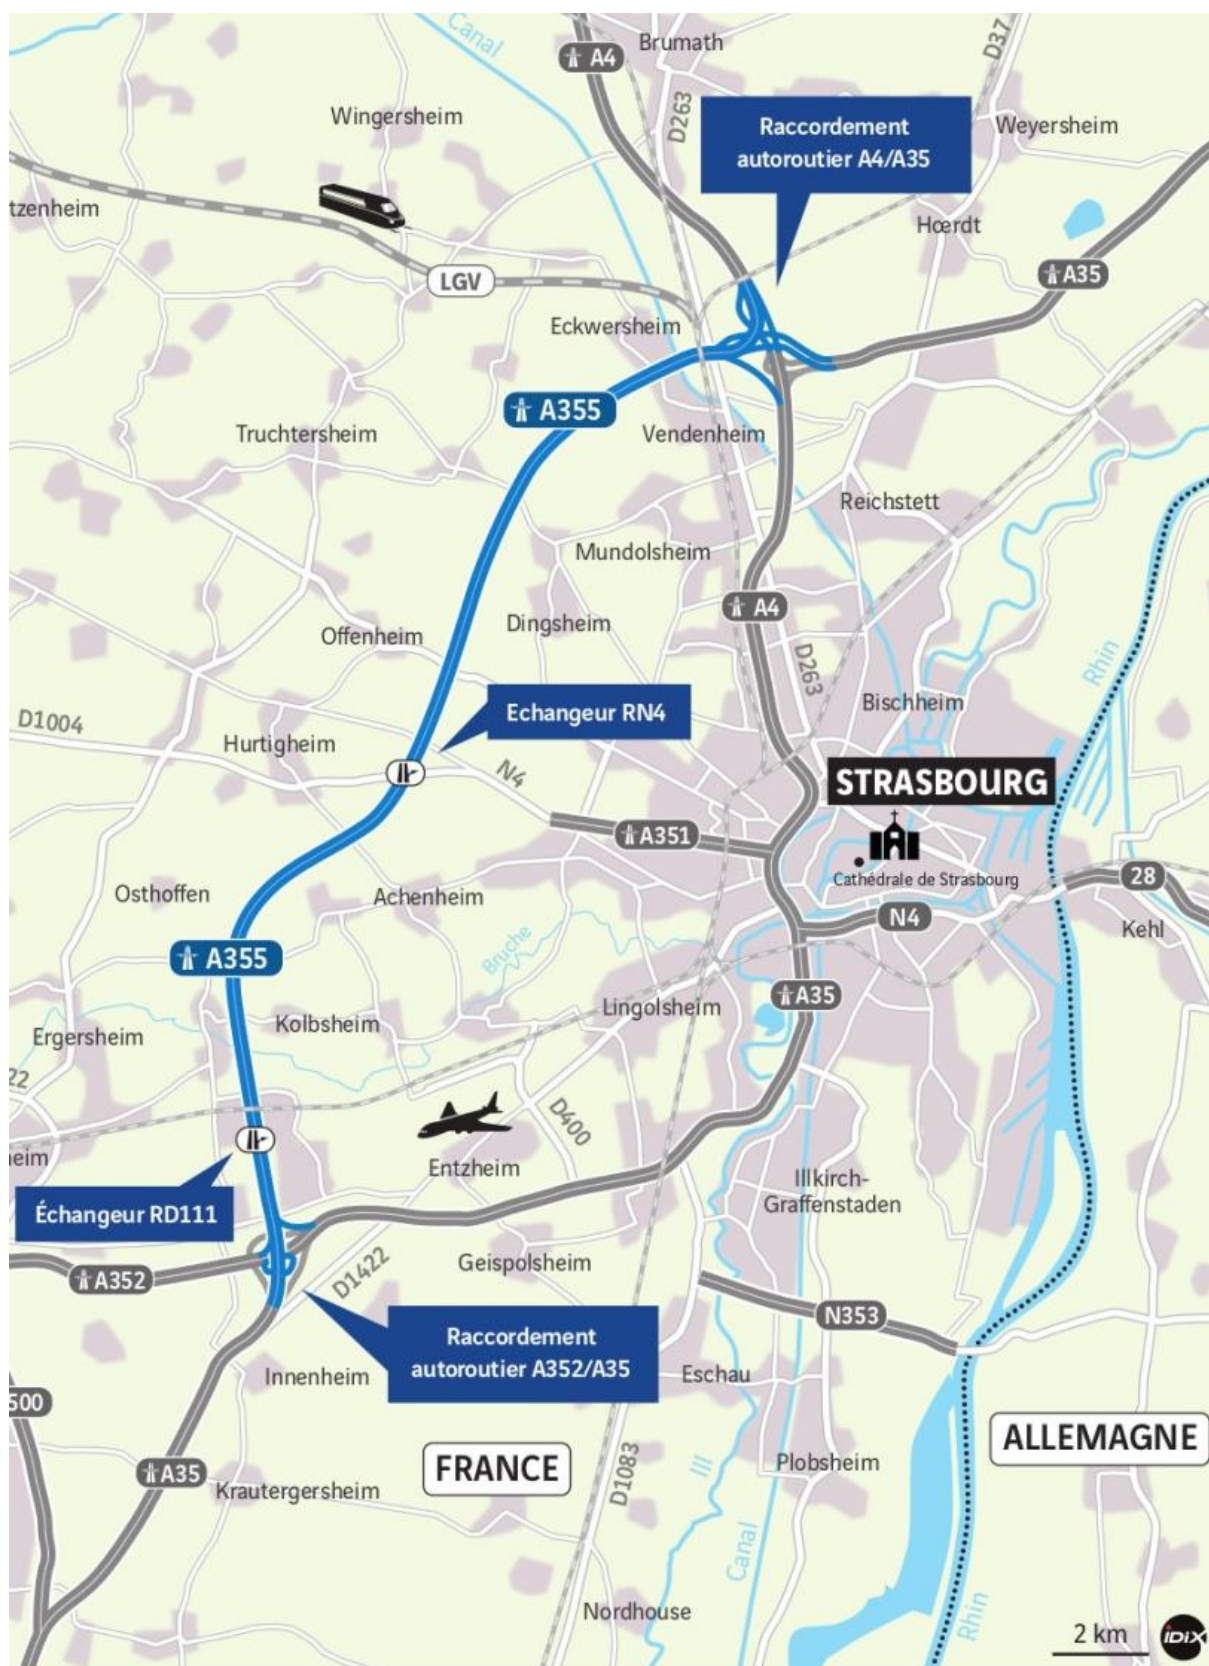 Canal
Brumath
A4
D37
D263
Wingersheim
Raccordement
autoroutier A4/A35
Weyersheim
tzenheim
Hœrdt
LGV
A35
Eckwersheim
A355
Truchtersheim
Vendenheim
Reichstett
Mundolsheim
A4
Dingsheim
Offenheim
D263
Rhin
Bischheim
Echangeur RN4
D1004
Hurtigheim
N4
STRASBOURG
A351
Cathédrale de Strasbourg
28
Osthoffen
Achenheim
N4
Kehl
A355
Bruche
A35
Lingolsheim
Kolbsheim
Ergersheim
22
D400
heim
Entzheim
Illkirch-
Graffenstaden
Échangeur RD111
A352
D1422
Geispolsheim
N353
Raccordement
autoroutier A352/A35
Innenheim
Eschau
500
FRANCE
ALLEMAGNE
A35
Krautergersheim
D1083
Ill
Plobsheim
Canal
Nordhouse
Rhin
2 km
iDiX